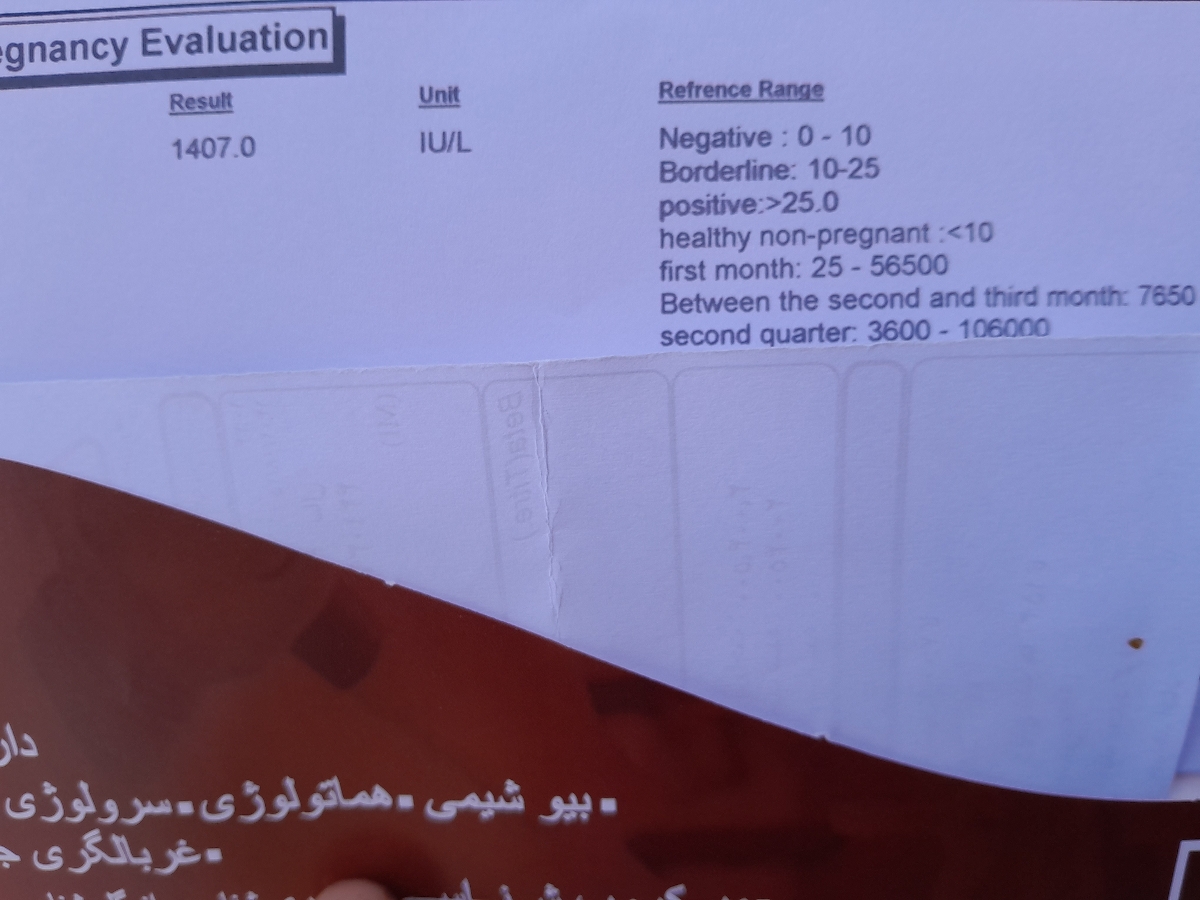 egnancy Evaluation
Result Unit Refrence Range
1407.0 IU/L Negative : 0 - 10
Borderline: 10-25
positive:>25.0
healthy non-pregnant :<10
first month: 25 - 56500
Between the second and third month: 7650
second quarter: 3600 - 106000
Beta(Titre)
▪بیو شیمی ▪هماتولوژی▪سرولوژی
▪غربالگری